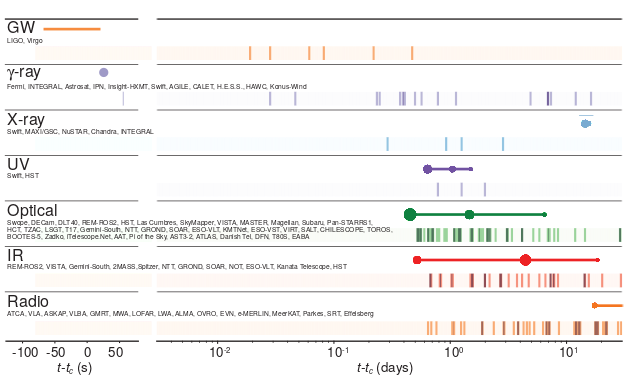 GW
LIGO, Virgo
γ-ray
Fermi, INTEGRAL, Astrosat, IPN, Insight-HXMT, Swift, AGILE, CALET, H.E.S.S., HAWC, Konus-Wind
X-ray
Swift, MAXI/GSC, NuSTAR, Chandra, INTEGRAL
UV
Swift, HST
Optical
Swope, DECam, DLT40, REM-ROS2, HST, Las Cumbres, SkyMapper, VISTA, MASTER, Magellan, Subaru, Pan-STARRS1,
HCT, TZAC, LSGT, T17, Gemini-South, NTT, GROND, SOAR, ESO-VLT, KMTNet, ESO-VST, VIRT, SALT, CHILESCOPE, TOROS,
BOOTES-5, Zadko, iTelescope.Net, AAT, Pi of the Sky, AST3-2, ATLAS, Danish Tel, DFN, T80S, EABA
IR
REM-ROS2, VISTA, Gemini-South, 2MASS,Spitzer, NTT, GROND, SOAR, NOT, ESO-VLT, Kanata Telescope, HST
Radio
ATCA, VLA, ASKAP, VLBA, GMRT, MWA, LOFAR, LWA, ALMA, OVRO, EVN, e-MERLIN, MeerKAT, Parkes, SRT, Effelsberg
-100 -50 0 50 10-2 10-1 100 101
t-tc (s) t-tc (days)